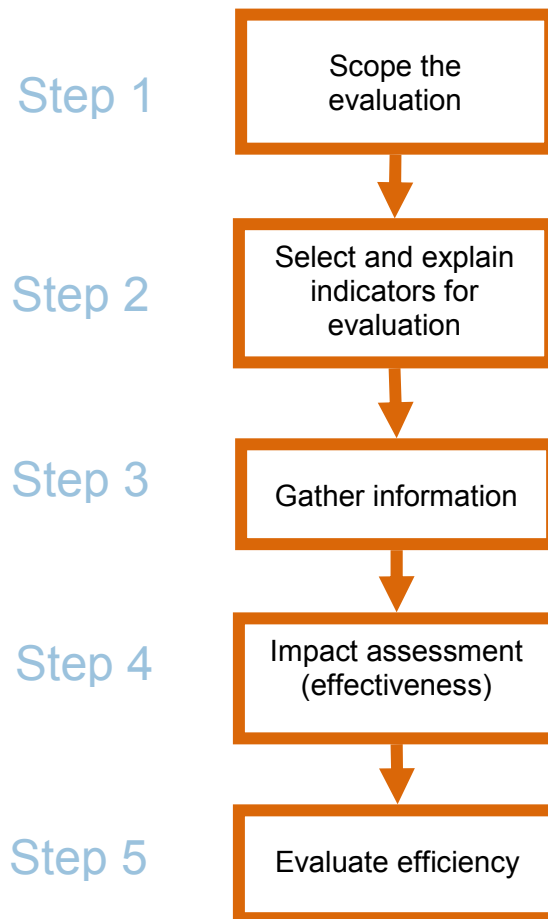 Step 1
Scope the
evaluation
Step 2
Select and explain
indicators for
evaluation
Step 3
Gather information
Step 4
Impact assessment
(effectiveness)
Step 5
Evaluate efficiency